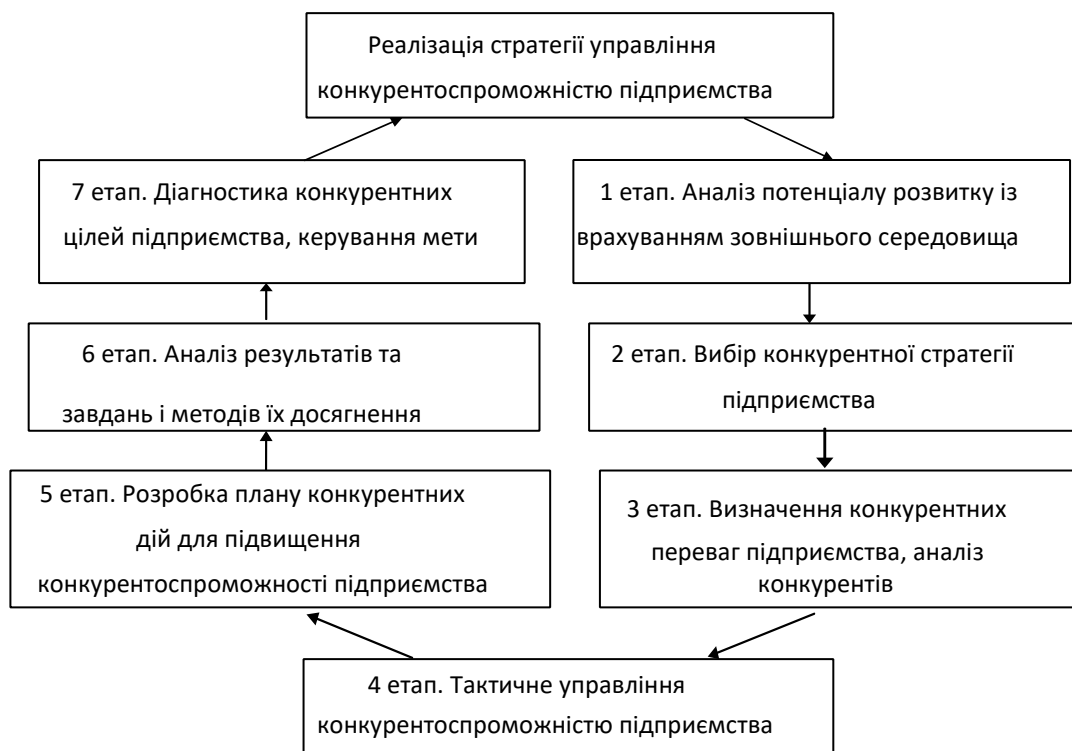 Реалізація стратегії управління
конкурентоспроможністю підприємства
7 етап. Діагностика конкурентних
цілей підприємства, керування мети
1 етап. Аналіз потенціалу розвитку із
врахуванням зовнішнього середовища
6 етап. Аналіз результатів та
завдань і методів їх досягнення
2 етап. Вибір конкурентної стратегії
підприємства
5 етап. Розробка плану конкурентних
дій для підвищення
конкурентоспроможності підприємства
3 етап. Визначення конкурентних
переваг підприємства, аналіз
конкурентів
4 етап. Тактичне управління
конкурентоспроможністю підприємства